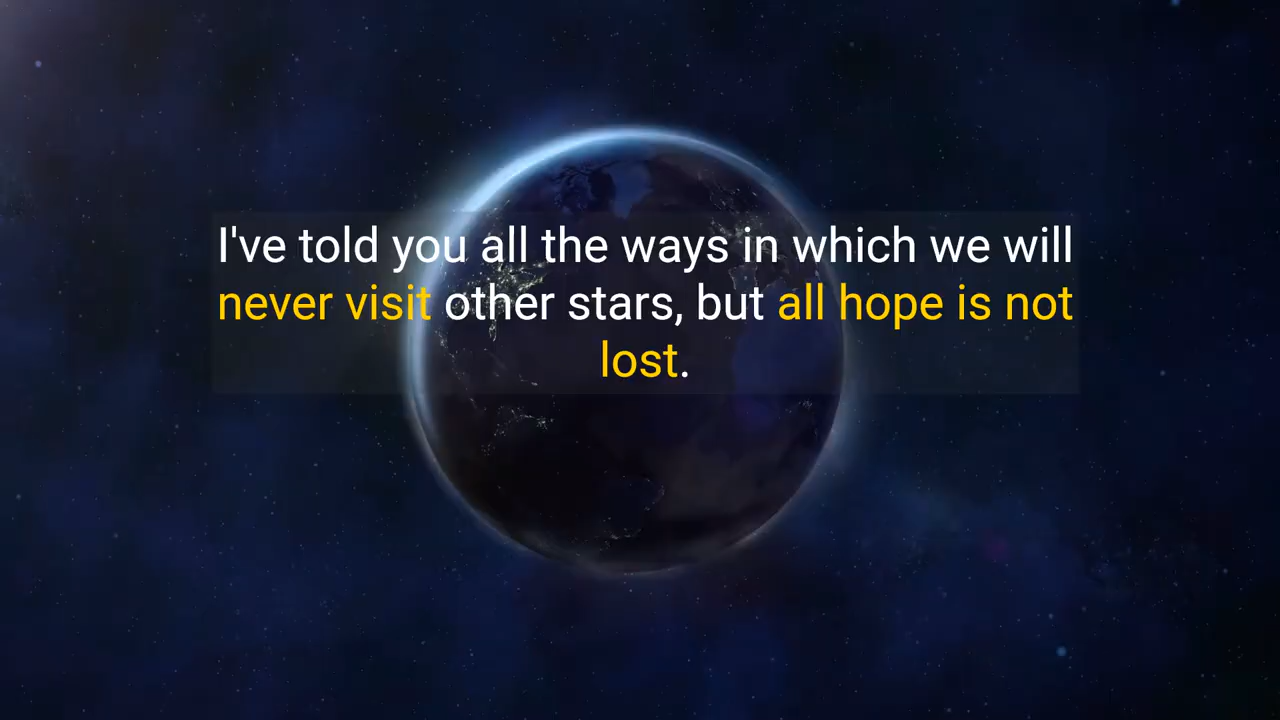 I've told you all the ways in which we will
never visit other stars, but all hope is not
lost.